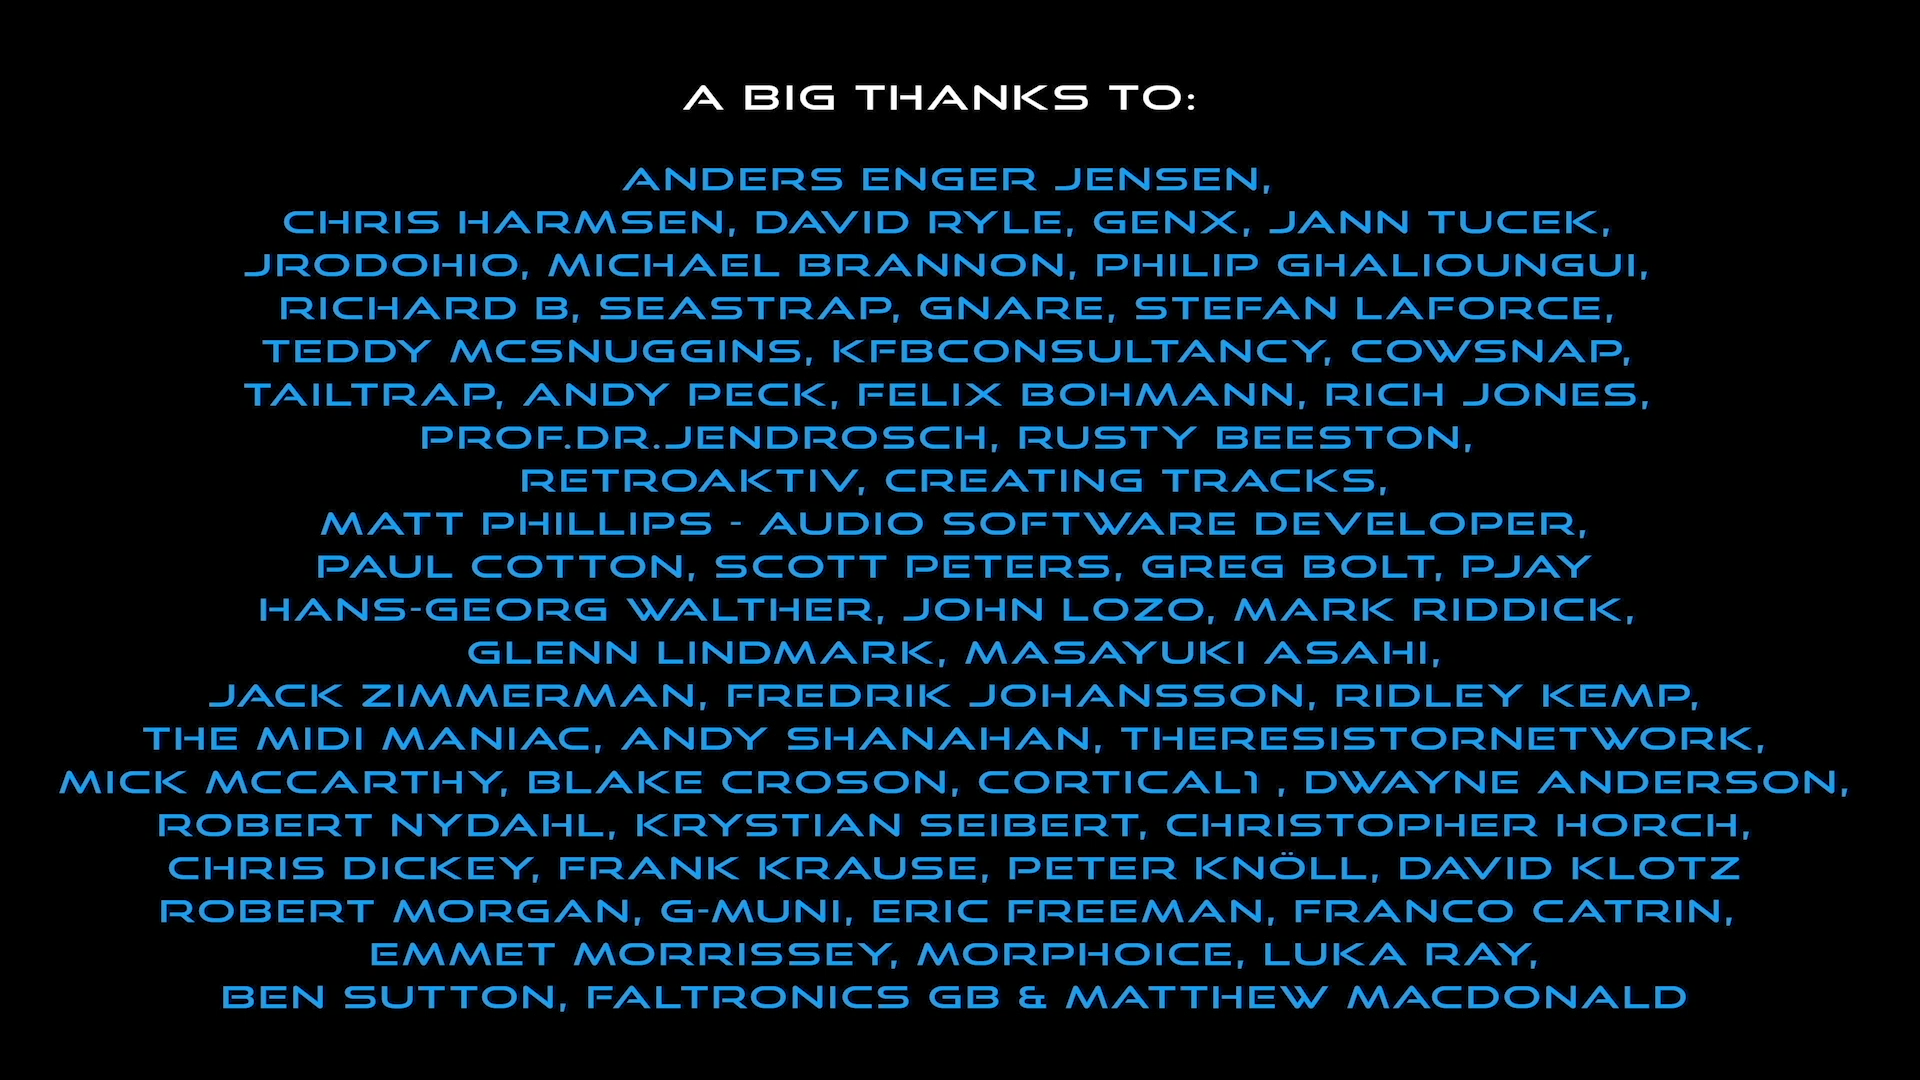 A BIG THANKS TO:
ANDERS ENGER JENSEN,
CHRIS HARMSEN, DAVID RYLE, GENX, JANN TUCEK,
JRODOHIO, MICHAEL BRANNON, PHILIP GHALIOUNGUI,
RICHARD B, SEASTRAP, GNARE, STEFAN LAFORCE,
TEDDY MCSNUGGINS, KFBCONSULTANCY, COWSNAP,
TAILTRAP, ANDY PECK, FELIX BOHMANN, RICH JONES,
PROF.DR.JENDROSCH, RUSTY BEESTON,
RETROAKTIV, CREATING TRACKS,
MATT PHILLIPS - AUDIO SOFTWARE DEVELOPER,
PAUL COTTON, SCOTT PETERS, GREG BOLT, PJAY
HANS-GEORG WALTHER, JOHN LOZO, MARK RIDDICK,
GLENN LINDMARK, MASAYUKI ASAHI,
JACK ZIMMERMAN, FREDRIK JOHANSSON, RIDLEY KEMP,
THE MIDI MANIAC, ANDY SHANAHAN, THERESISTORNETWORK,
MICK MCCARTHY, BLAKE CROSON, CORTICAL1 , DWAYNE ANDERSON,
ROBERT NYDAHL, KRYSTIAN SEIBERT, CHRISTOPHER HORCH,
CHRIS DICKEY, FRANK KRAUSE, PETER KNÖLL, DAVID KLOTZ
ROBERT MORGAN, G-MUNI, ERIC FREEMAN, FRANCO CATRIN,
EMMET MORRISSEY, MORPHOICE, LUKA RAY,
BEN SUTTON, FALTRONICS GB & MATTHEW MACDONALD